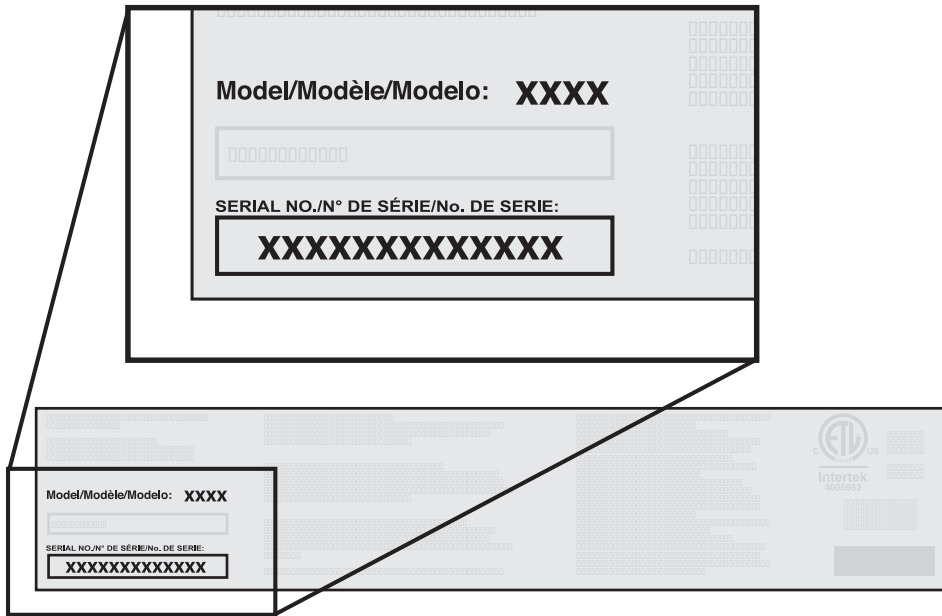 Model/Modèle/Modelo: XXXX
SERIAL NO./N° DE SÉRIE/No. DE SERIE:
XXXXXXXXXXXXX
C ETL US
Intertek
4005952
Model/Modèle/Modelo: XXXX
SERIAL NO./N° DE SÉRIE/No. DE SERIE:
XXXXXXXXXXXXX